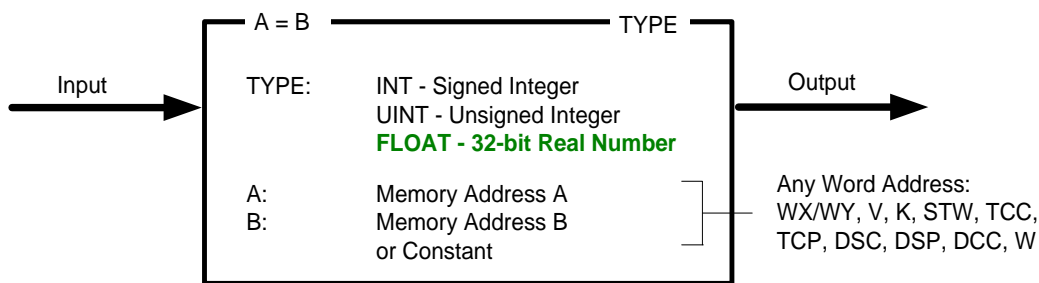 A = B TYPE
Input
TYPE: INT - Signed Integer
UINT - Unsigned Integer
FLOAT - 32-bit Real Number
A: Memory Address A
B: Memory Address B
or Constant
Output
Any Word Address:
WX/WY, V, K, STW, TCC,
TCP, DSC, DSP, DCC, W